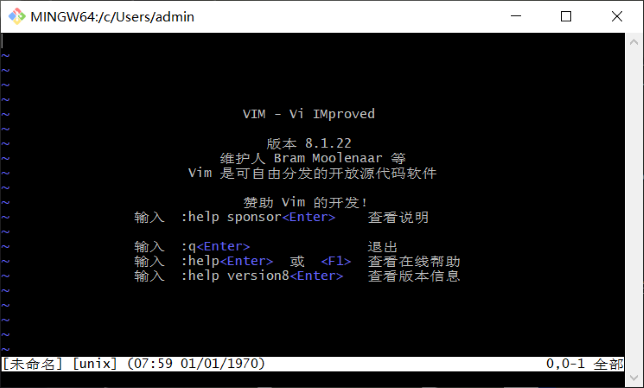 MINGW64:/c/Users/admin
~
~
~
~
~
VIM - Vi IMproved
~
~
版本 8.1.22
~
维护人 Bram Moolenaar 等
~
Vim 是可自由分发的开放源代码软件
~
~
赞助 Vim 的开发!
~
输入 :help sponsor<Enter> 查看说明
~
~
输入 :q<Enter> 退出
~
输入 :help<Enter> 或 <F1> 查看在线帮助
~
输入 :help version8<Enter> 查看版本信息
~
~
~
~
~
[未命名] [unix] (07:59 01/01/1970) 0,0-1 全部